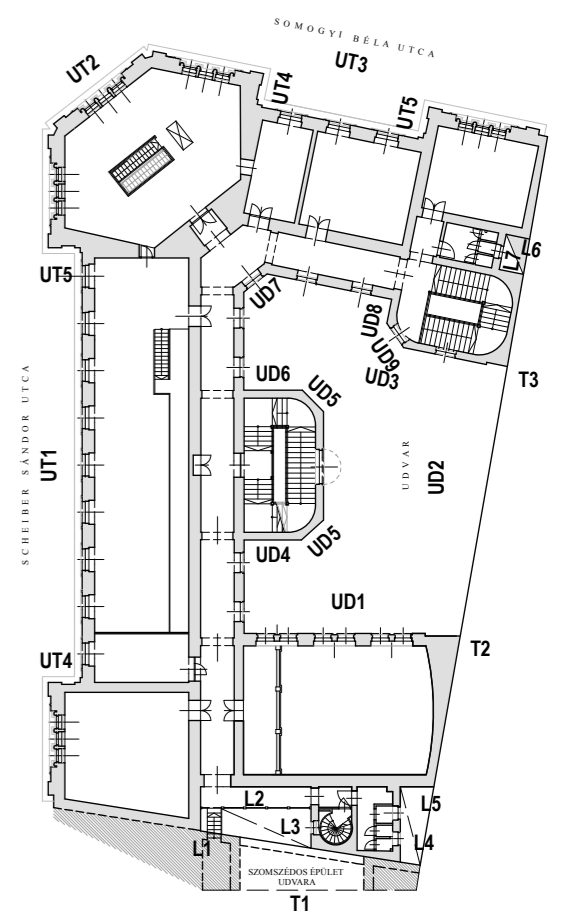 SOMOGYI BÉLA UTCA
UT3
UT2
UT4
UT5
L6
L7
UD7
UT5
UD8
UD9
UD3
T3
UD6
UD5
SCHEIBER SÁNDOR UTCA
UT1
UDVAR
UD2
UD4
UD5
UD1
UT4
T2
L2
L5
L3
L4
L1
SZOMSZÉDOS ÉPÜLET
UDVARA
T1